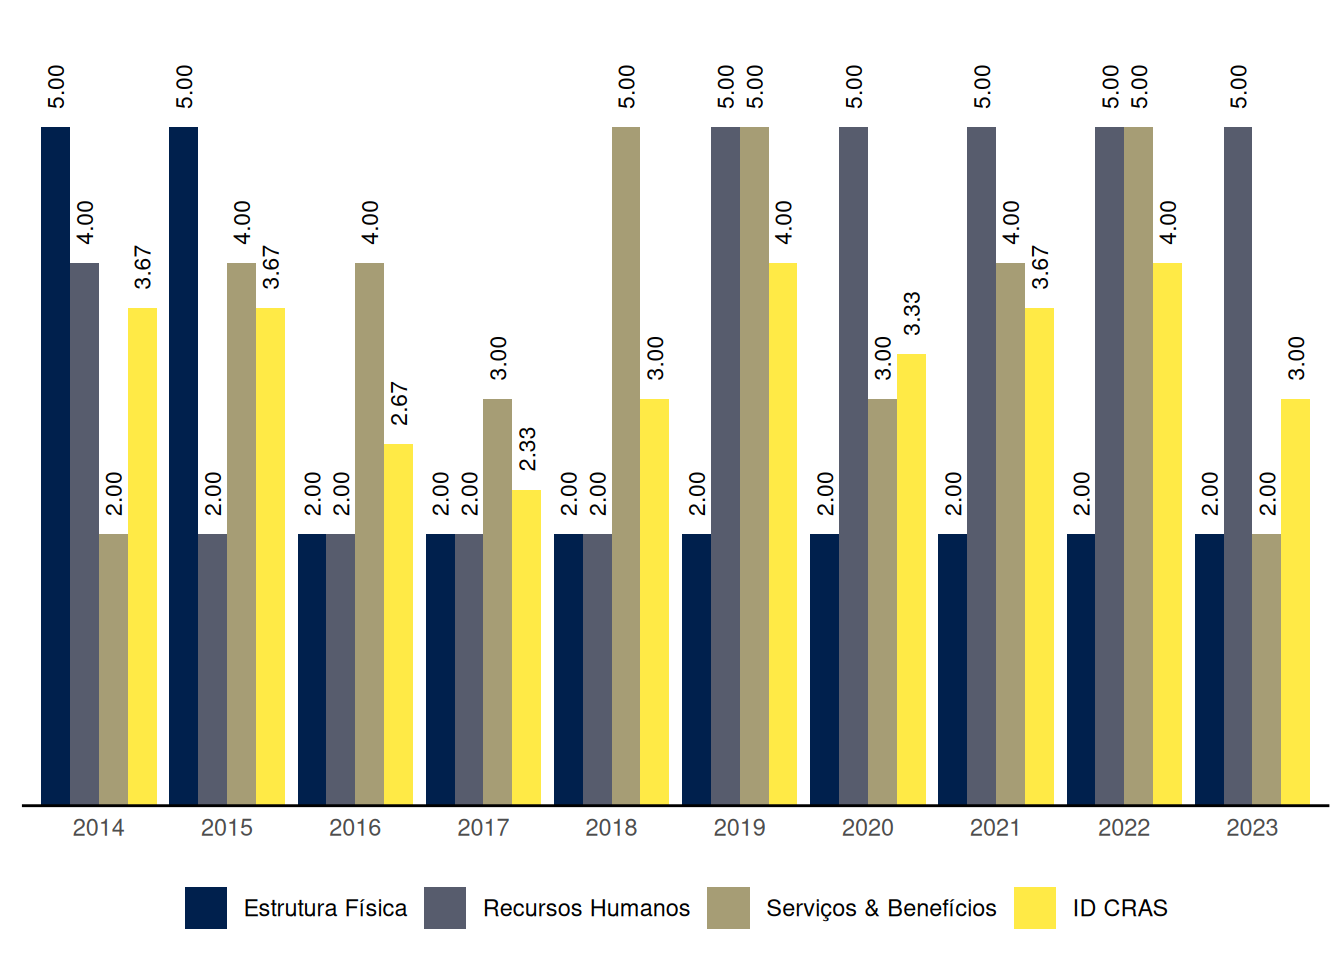 5.00 4.00 2.00 3.67 5.00 2.00 4.00 3.67 2.00 2.00 4.00 2.67 2.00 2.00 3.00 2.33 2.00 2.00 5.00 3.00 2.00 5.00 5.00 4.00 2.00 5.00 3.00 3.33 2.00 5.00 4.00 3.67 2.00 5.00 5.00 4.00 2.00 5.00 2.00 3.00
2014 2015 2016 2017 2018 2019 2020 2021 2022 2023
Estrutura Física Recursos Humanos Serviços & Benefícios ID CRAS